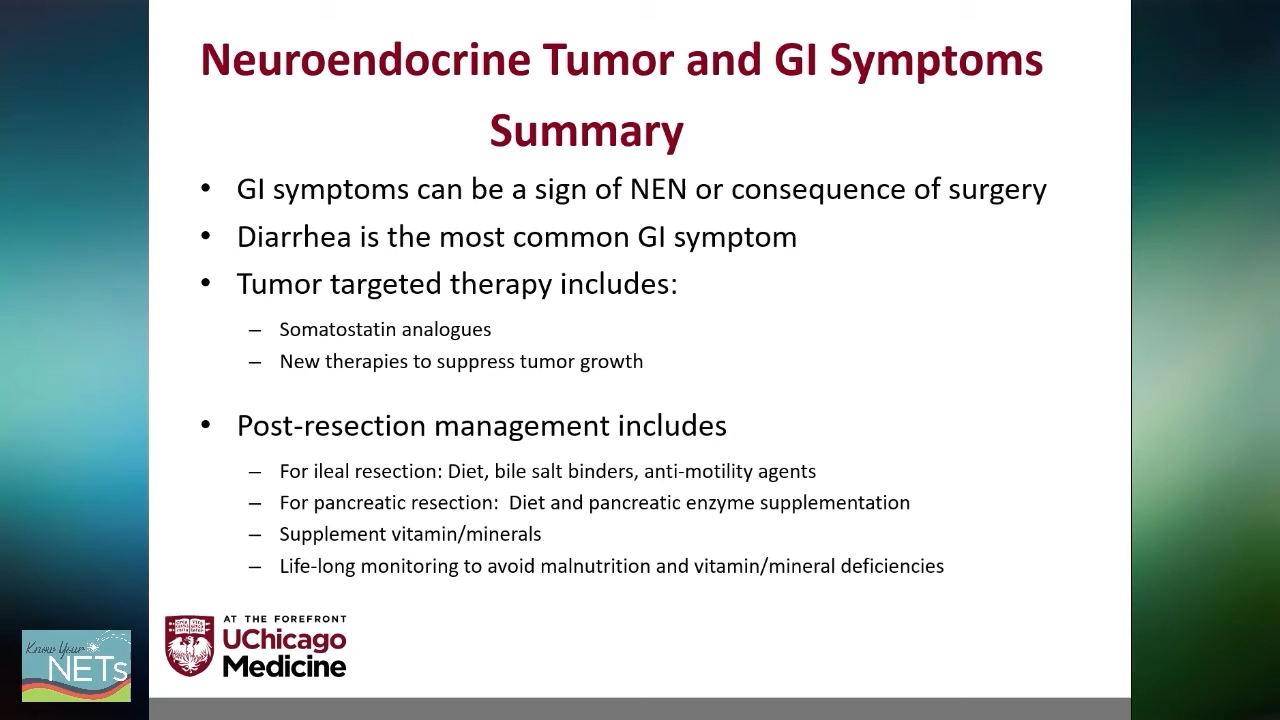 Neuroendocrine Tumor and GI Symptoms
Summary
• GI symptoms can be a sign of NEN or consequence of surgery
• Diarrhea is the most common GI symptom
• Tumor targeted therapy includes:
– Somatostatin analogues
– New therapies to suppress tumor growth
• Post-resection management includes
– For ileal resection: Diet, bile salt binders, anti-motility agents
– For pancreatic resection:  Diet and pancreatic enzyme supplementation
– Supplement vitamin/minerals
– Life-long monitoring to avoid malnutrition and vitamin/mineral deficiencies
AT THE FOREFRONT
UChicago
Medicine
Know Your
NETs